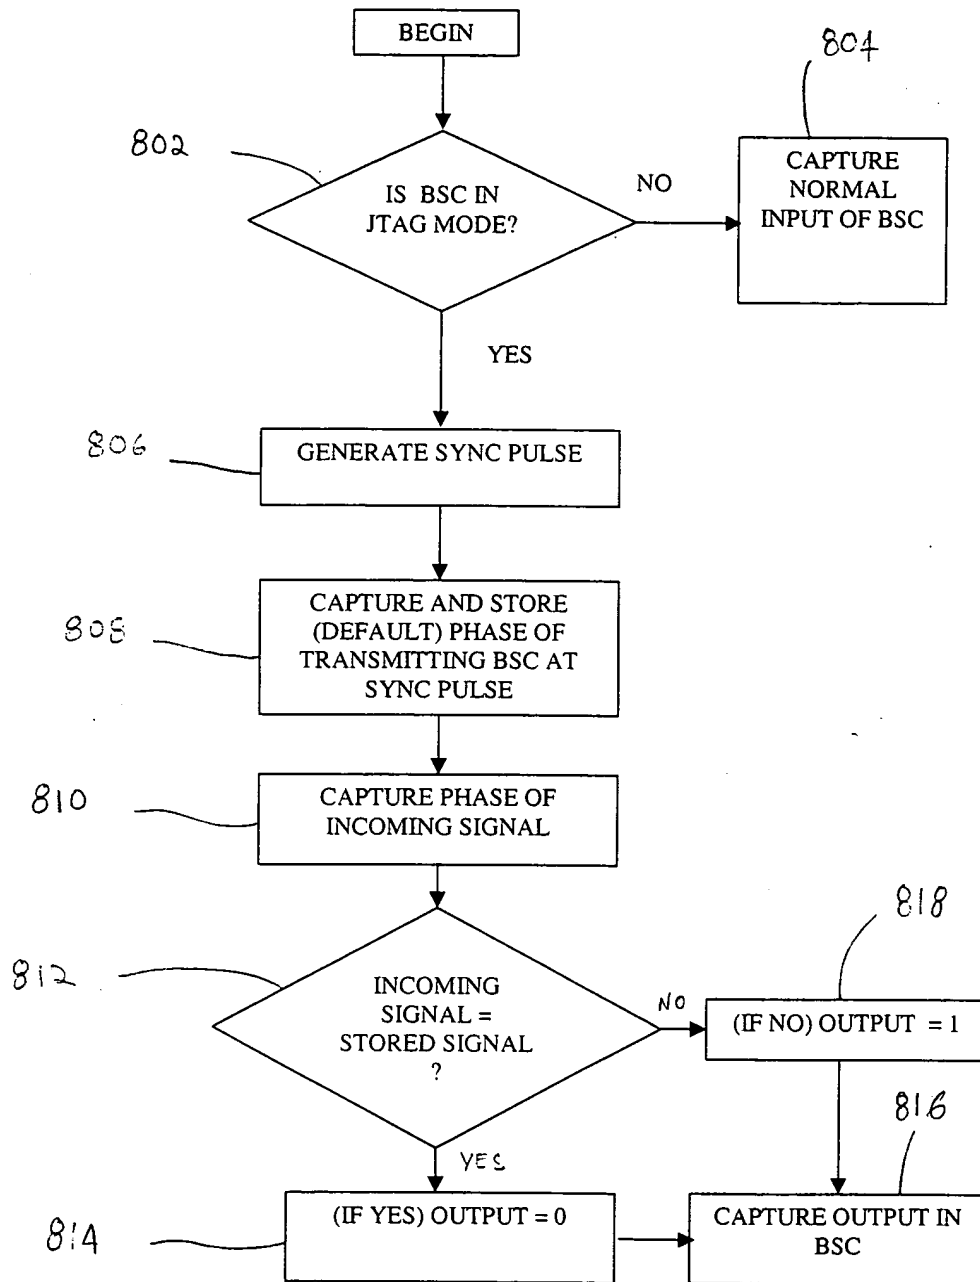 BEGIN
804
802
IS BSC IN
JTAG MODE?
NO
CAPTURE
NORMAL
INPUT OF BSC
YES
806
GENERATE SYNC PULSE
808
CAPTURE AND STORE
(DEFAULT) PHASE OF
TRANSMITTING BSC AT
SYNC PULSE
810
CAPTURE PHASE OF
INCOMING SIGNAL
818
812
INCOMING
SIGNAL =
STORED SIGNAL
?
NO
(IF NO) OUTPUT = 1
816
YES
814
(IF YES) OUTPUT = 0
CAPTURE OUTPUT IN
BSC